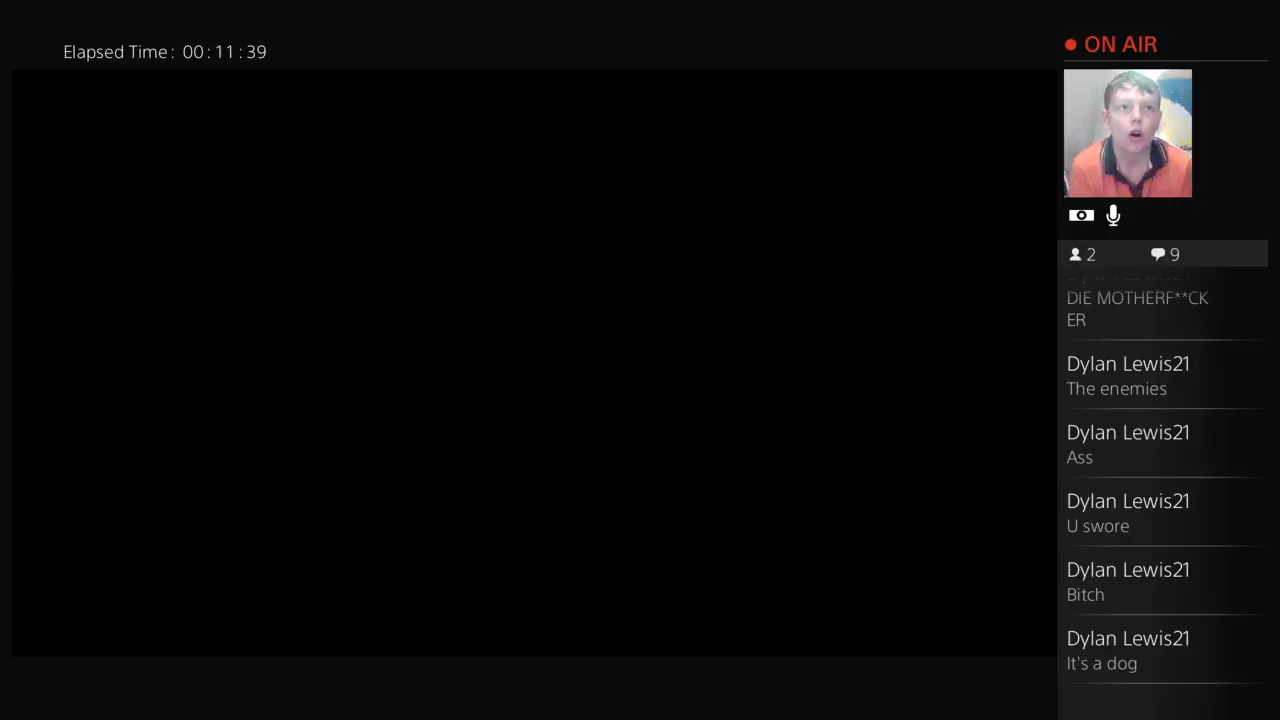 Elapsed Time: 00:11:39
ON AIR
2 9
DiE MOTHERF**CK
ER
Dylan Lewis21
The enemies
Dylan Lewis21
Ass
Dylan Lewis21
U swore
Dylan Lewis21
Bitch
Dylan Lewis21
It's a dog